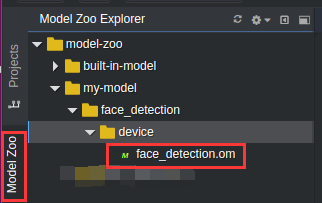 Model Zoo Explorer
Projects
Model Zoo
model-zoo
built-in-model
my-model
face_detection
device
M face_detection.om